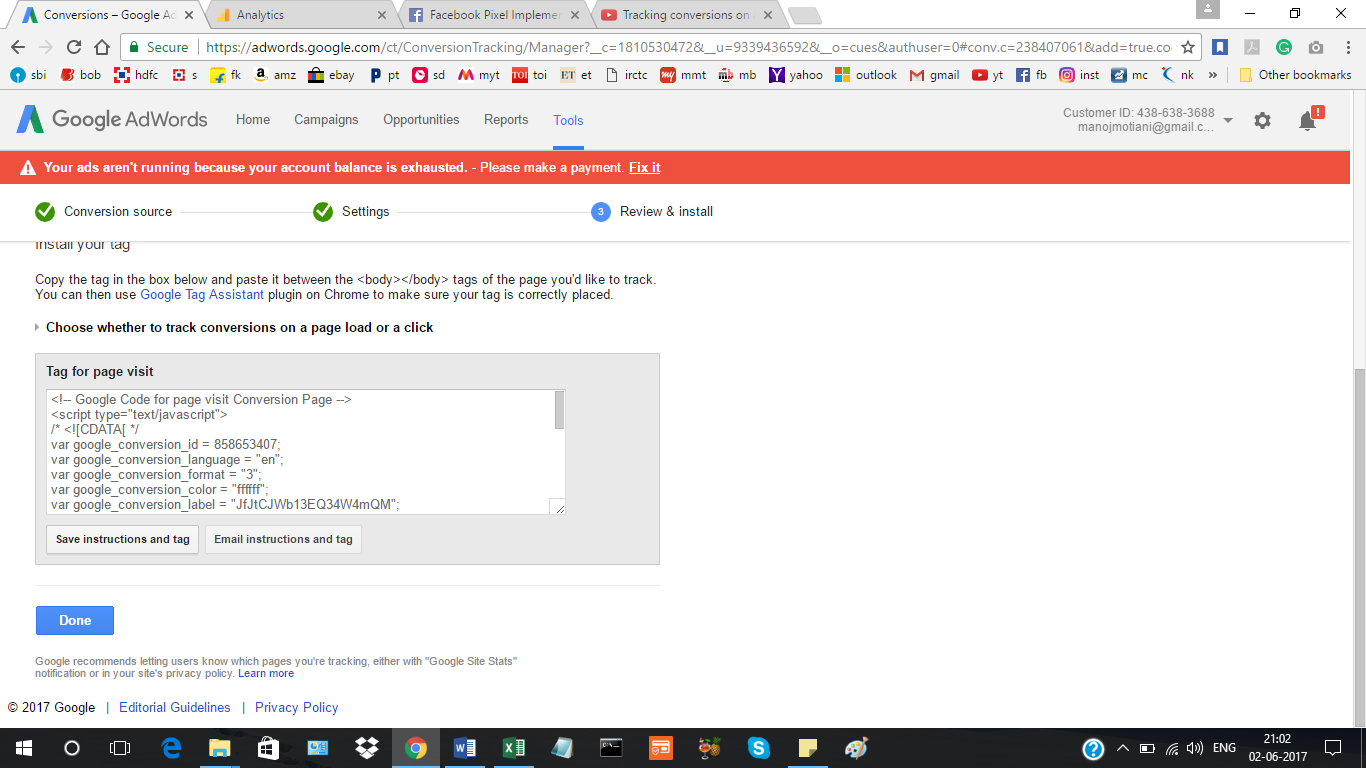 Conversions – Google Ac
Analytics
Facebook Pixel Implemen
Tracking conversions on
Secure
https://adwords.google.com/ct/ConversionTracking/Manager?__c=1810530472&__u=9339436592&__o=cues&authuser=0#conv.c=238407061&add=true.co
sbi bob hdfc s fk amz ebay pt sd myt toi et irctc mmt mb yahoo outlook gmail yt fb inst mc nk » Other bookmarks
Google AdWords Home Campaigns Opportunities Reports Tools
Customer ID: 438-638-3688
manojmotiani@gmail.c...
Your ads aren't running because your account balance is exhausted. - Please make a payment. Fix it
Conversion source Settings 3 Review & install
Install your tag
Copy the tag in the box below and paste it between the <body></body> tags of the page you'd like to track.
You can then use Google Tag Assistant plugin on Chrome to make sure your tag is correctly placed.
Choose whether to track conversions on a page load or a click
Tag for page visit
<!-- Google Code for page visit Conversion Page -->
<script type="text/javascript">
/* <![CDATA[ */
var google_conversion_id = 858653407;
var google_conversion_language = "en";
var google_conversion_format = "3";
var google_conversion_color = "ffffff";
var google_conversion_label = "JfJtCJWb13EQ34W4mQM";
Save instructions and tag Email instructions and tag
Done
Google recommends letting users know which pages you're tracking, either with "Google Site Stats"
notification or in your site's privacy policy. Learn more
© 2017 Google | Editorial Guidelines | Privacy Policy
ENG
21:02
02-06-2017